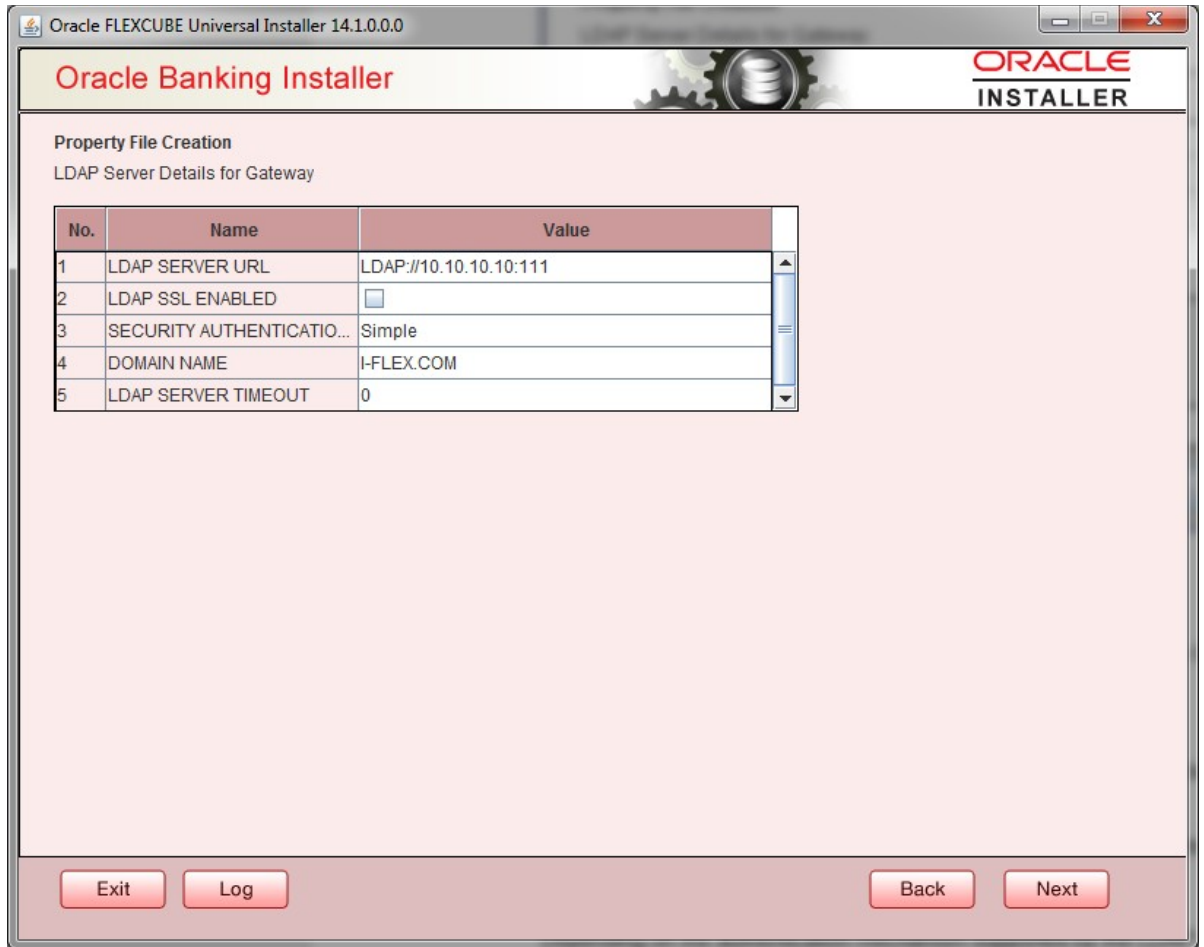 Oracle FLEXCUBE Universal Installer 14.1.0.0.0
Oracle Banking Installer
ORACLE
INSTALLER
Property File Creation
LDAP Server Details for Gateway
No. Name Value
1 LDAP SERVER URL LDAP://10.10.10.10:111
2 LDAP SSL ENABLED
3 SECURITY AUTHENTICATIO... Simple
4 DOMAIN NAME I-FLEX.COM
5 LDAP SERVER TIMEOUT 0
Exit Log Back Next